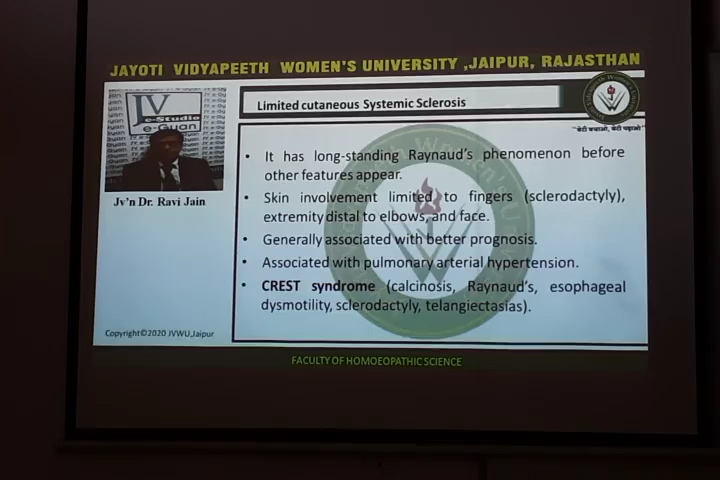 JAYOTI VIDYAPEETH WOMEN'S UNIVERSITY ,JAIPUR, RAJASTHAN
Limited cutaneous Systemic Sclerosis
JV
e-Studio
e-Gyan
"बेटी बचाओ, बेटी पढ़ाओ"
Jv'n Dr. Ravi Jain
• It has long-standing Raynaud's phenomenon before
other features appear.
• Skin involvement limited to fingers (sclerodactyly),
extremity distal to elbows, and face.
• Generally associated with better prognosis.
• Associated with pulmonary arterial hypertension.
• CREST syndrome (calcinosis, Raynaud's, esophageal
dysmotility, sclerodactyly, telangiectasias).
Copyright©2020 JVWU,Jaipur
FACULTY OF HOMOEOPATHIC SCIENCE